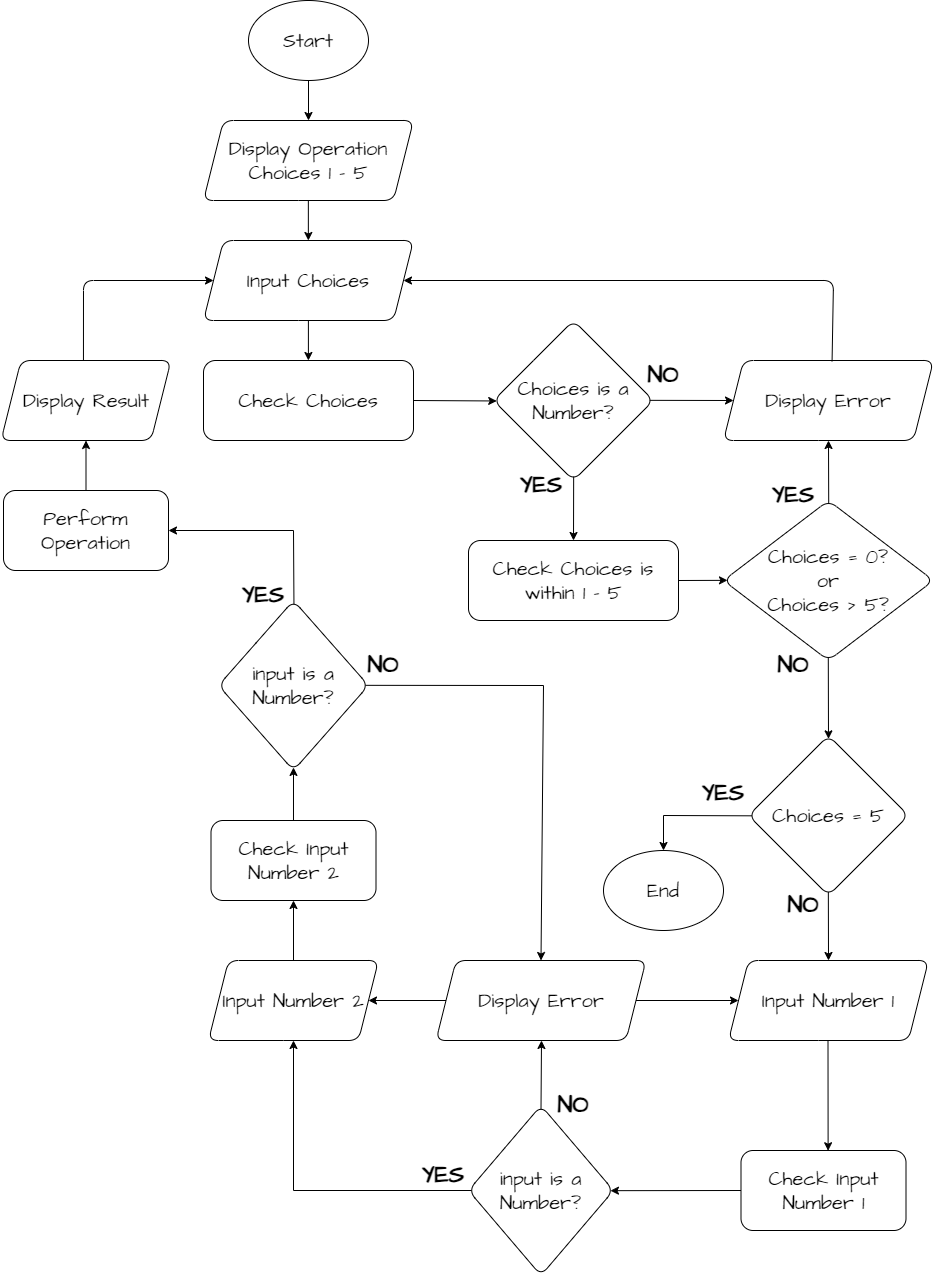 Start
Display Operation
Choices 1 - 5
Input Choices
Display Result
Check Choices
Choices is a
Number?
NO
Display Error
YES
YES
Perform
Operation
Check Choices is
within 1 - 5
Choices = 0?
or
Choices > 5?
YES
NO
NO
input is a
Number?
YES
Choices = 5
Check Input
Number 2
End
NO
Input Number 2
Display Error
Input Number 1
NO
YES
input is a
Number?
Check Input
Number 1